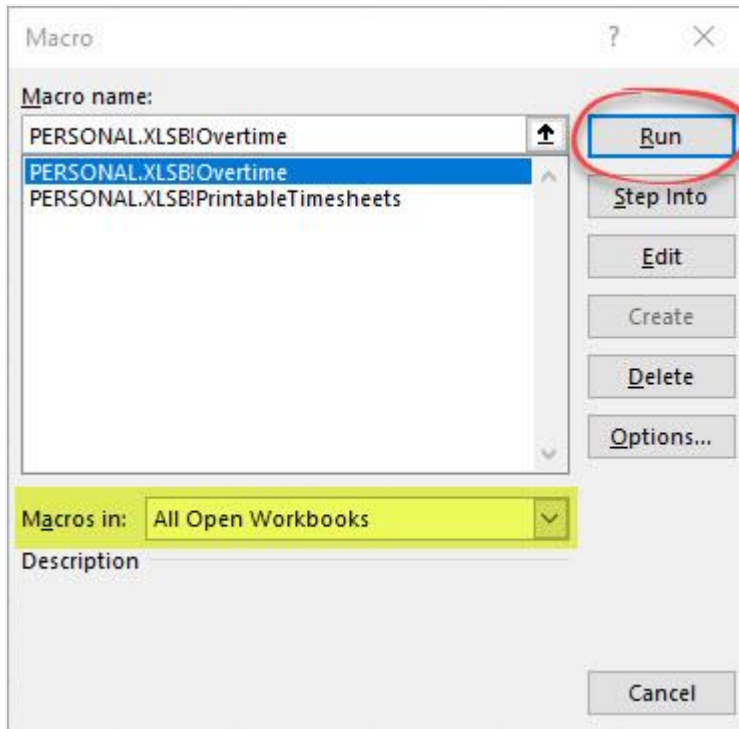 Macro
?
Macro name:
PERSONAL.XLSB!Overtime
Run
PERSONAL.XLSB!Overtime
PERSONAL.XLSB!PrintableTimesheets
Step Into
Edit
Create
Delete
Options...
Macros in: All Open Workbooks
Description
Cancel